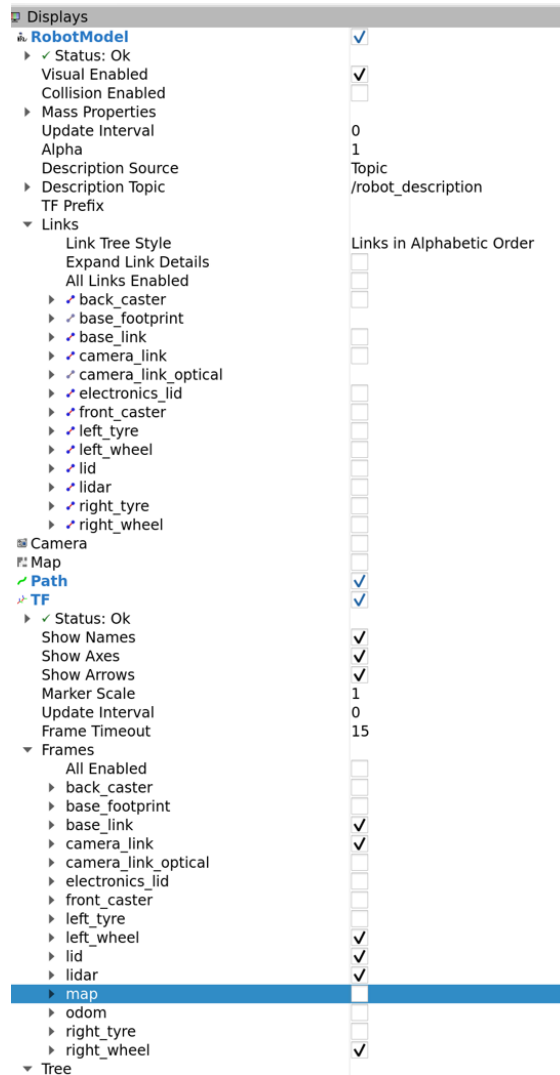 Displays
RobotModel
Status: Ok
Visual Enabled
Collision Enabled
Mass Properties
Update Interval 0
Alpha 1
Description Source Topic
Description Topic /robot_description
TF Prefix
Links
Link Tree Style Links in Alphabetic Order
Expand Link Details
All Links Enabled
back_caster
base_footprint
base_link
camera_link
camera_link_optical
electronics_lid
front_caster
left_tyre
left_wheel
lid
lidar
right_tyre
right_wheel
Camera
Map
Path
TF
Status: Ok
Show Names
Show Axes
Show Arrows
Marker Scale 1
Update Interval 0
Frame Timeout 15
Frames
All Enabled
back_caster
base_footprint
base_link
camera_link
camera_link_optical
electronics_lid
front_caster
left_tyre
left_wheel
lid
lidar
map
odom
right_tyre
right_wheel
Tree